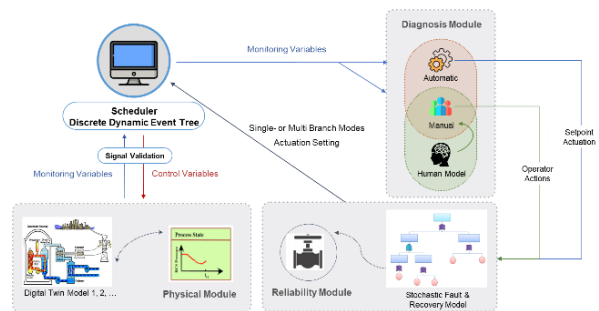 Diagnosis Module
Monitoring Variables
Automatic
Scheduler
Discrete Dynamic Event Tree
Manual
Setpoint
Actuation
Single- or Multi Branch Modes
Actuation Setting
Signal Validation
Operator
Actions
Human Model
Monitoring Variables
Control Variables
Process State
Digital Twin Model 1, 2, ...
Physical Module
Reliability Module
Stochastic Fault &
Recovery Model